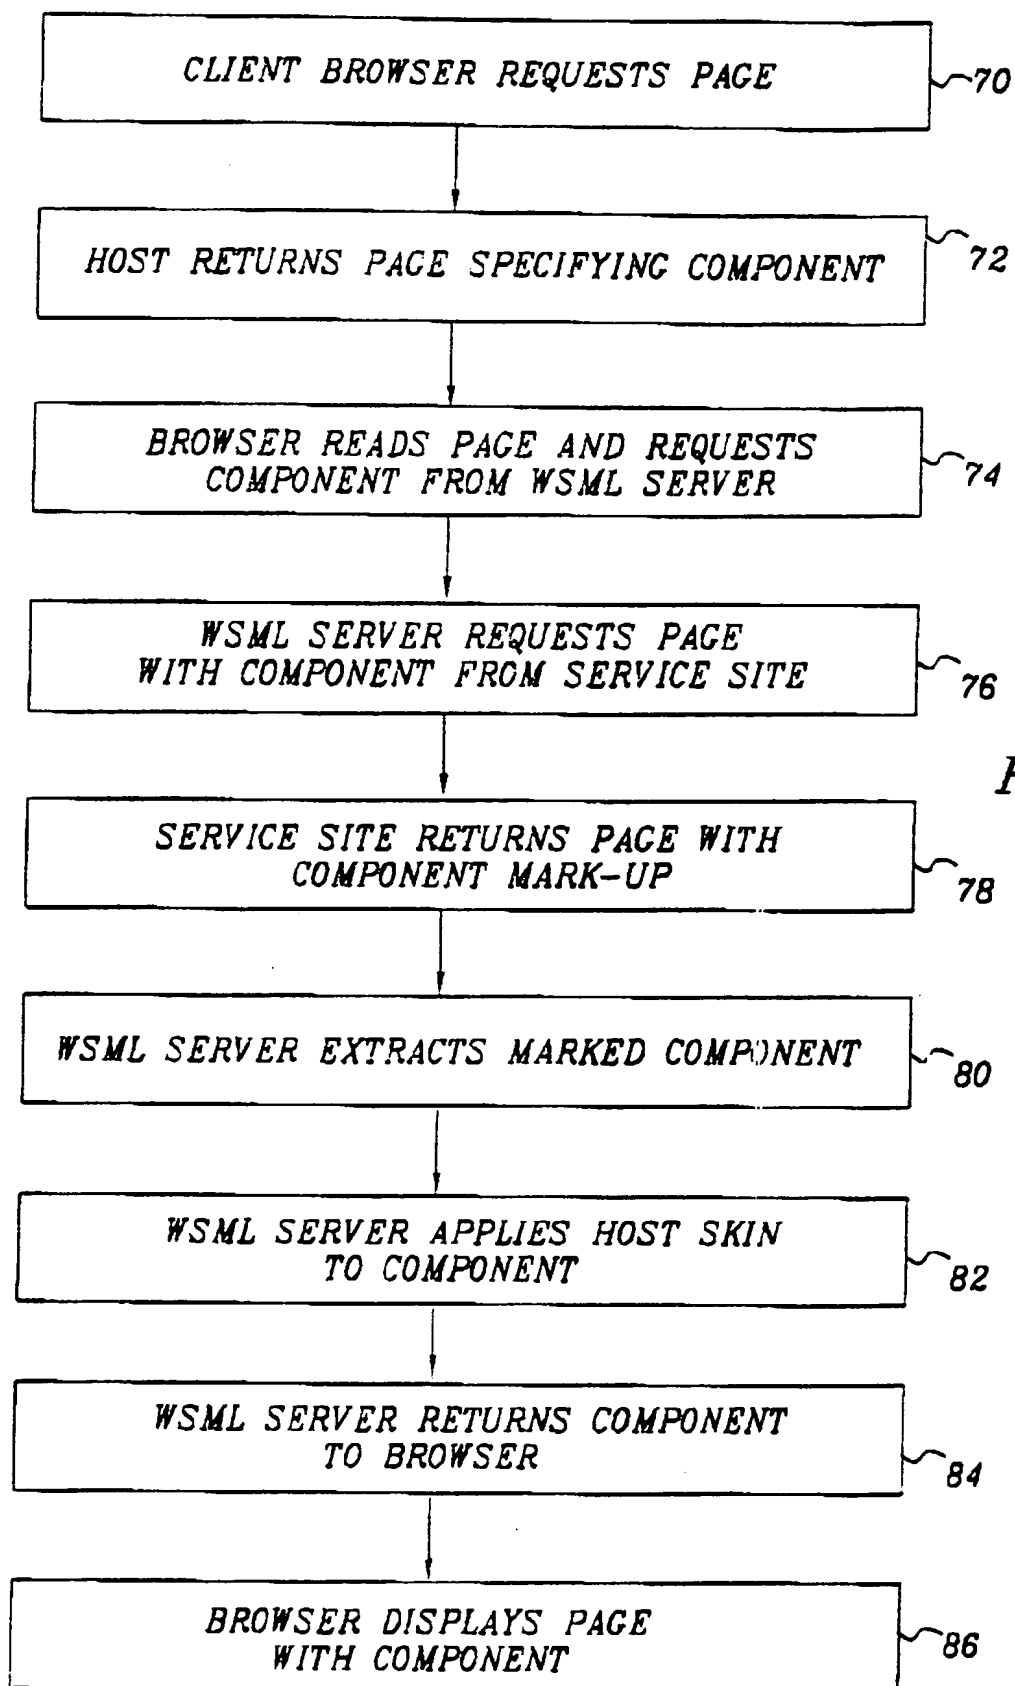 CLIENT BROWSER REQUESTS PAGE
70
HOST RETURNS PAGE SPECIFYING COMPONENT
72
BROWSER READS PAGE AND REQUESTS
COMPONENT FROM WSML SERVER
74
WSML SERVER REQUESTS PAGE
WITH COMPONENT FROM SERVICE SITE
76
SERVICE SITE RETURNS PAGE WITH
COMPONENT MARK-UP
78
WSML SERVER EXTRACTS MARKED COMPONENT
80
WSML SERVER APPLIES HOST SKIN
TO COMPONENT
82
WSML SERVER RETURNS COMPONENT
TO BROWSER
84
BROWSER DISPLAYS PAGE
WITH COMPONENT
86